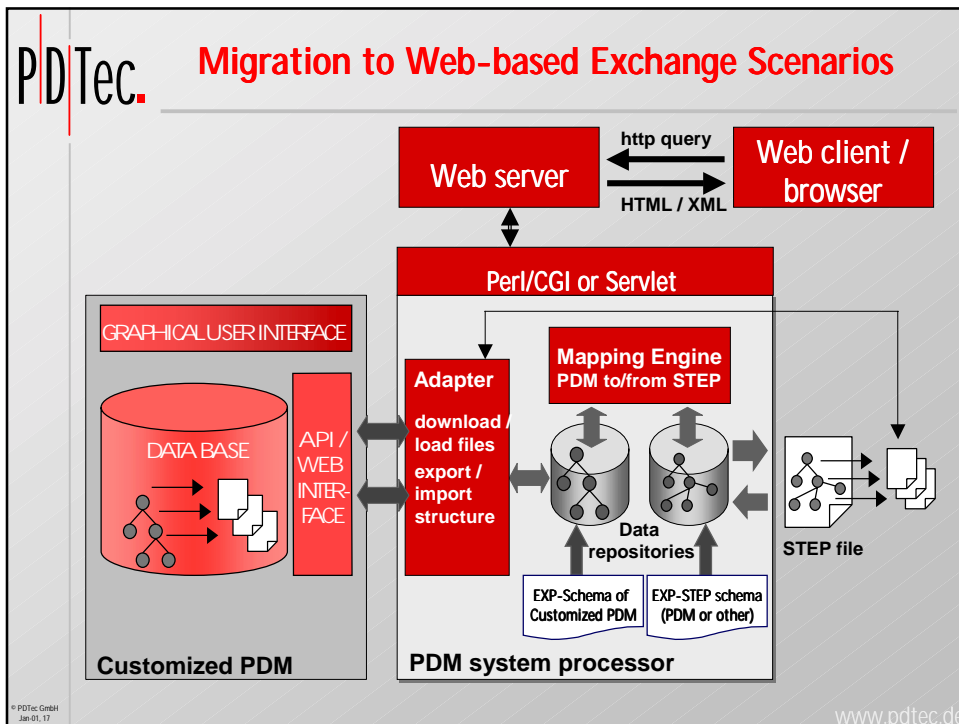 PDTec.
Migration to Web-based Exchange Scenarios
Web server
http query
HTML / XML
Web client /
browser
Perl/CGI or Servlet
GRAPHICAL USER INTERFACE
DATA BASE
API /
WEB
INTER-
FACE
Customized PDM
Adapter
download /
load files
export /
import
structure
Mapping Engine
PDM to/from STEP
Data
repositories
EXP-Schema of
Customized PDM
EXP-STEP schema
(PDM or other)
PDM system processor
STEP file
© PDTec GmbH
Jan-01, 17
www.pdtec.de